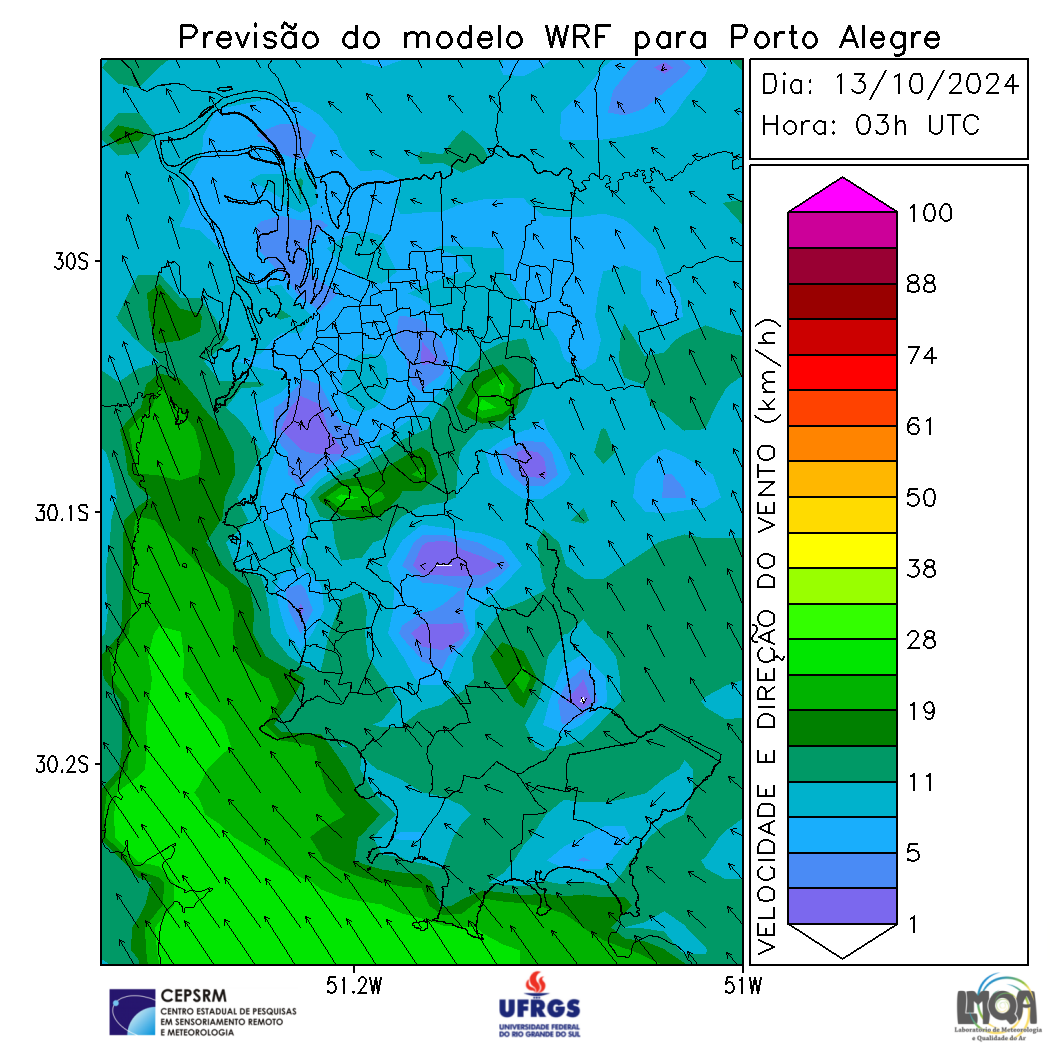 Previsão do modelo WRF para Porto Alegre
Dia: 13/10/2024
Hora: 03h UTC
30S
30.1S
30.2S
51.2W
51W
VELOCIDADE E DIREÇÃO DO VENTO (km/h)
100
88
74
61
50
38
28
19
11
5
1
CEPSRM
CENTRO ESTADUAL DE PESQUISAS
EM SENSORIAMENTO REMOTO
E METEOROLOGIA
UFRGS
UNIVERSIDADE FEDERAL
DO RIO GRANDE DO SUL
LMQA
Laboratório de Meteorologia
e Qualidade do Ar